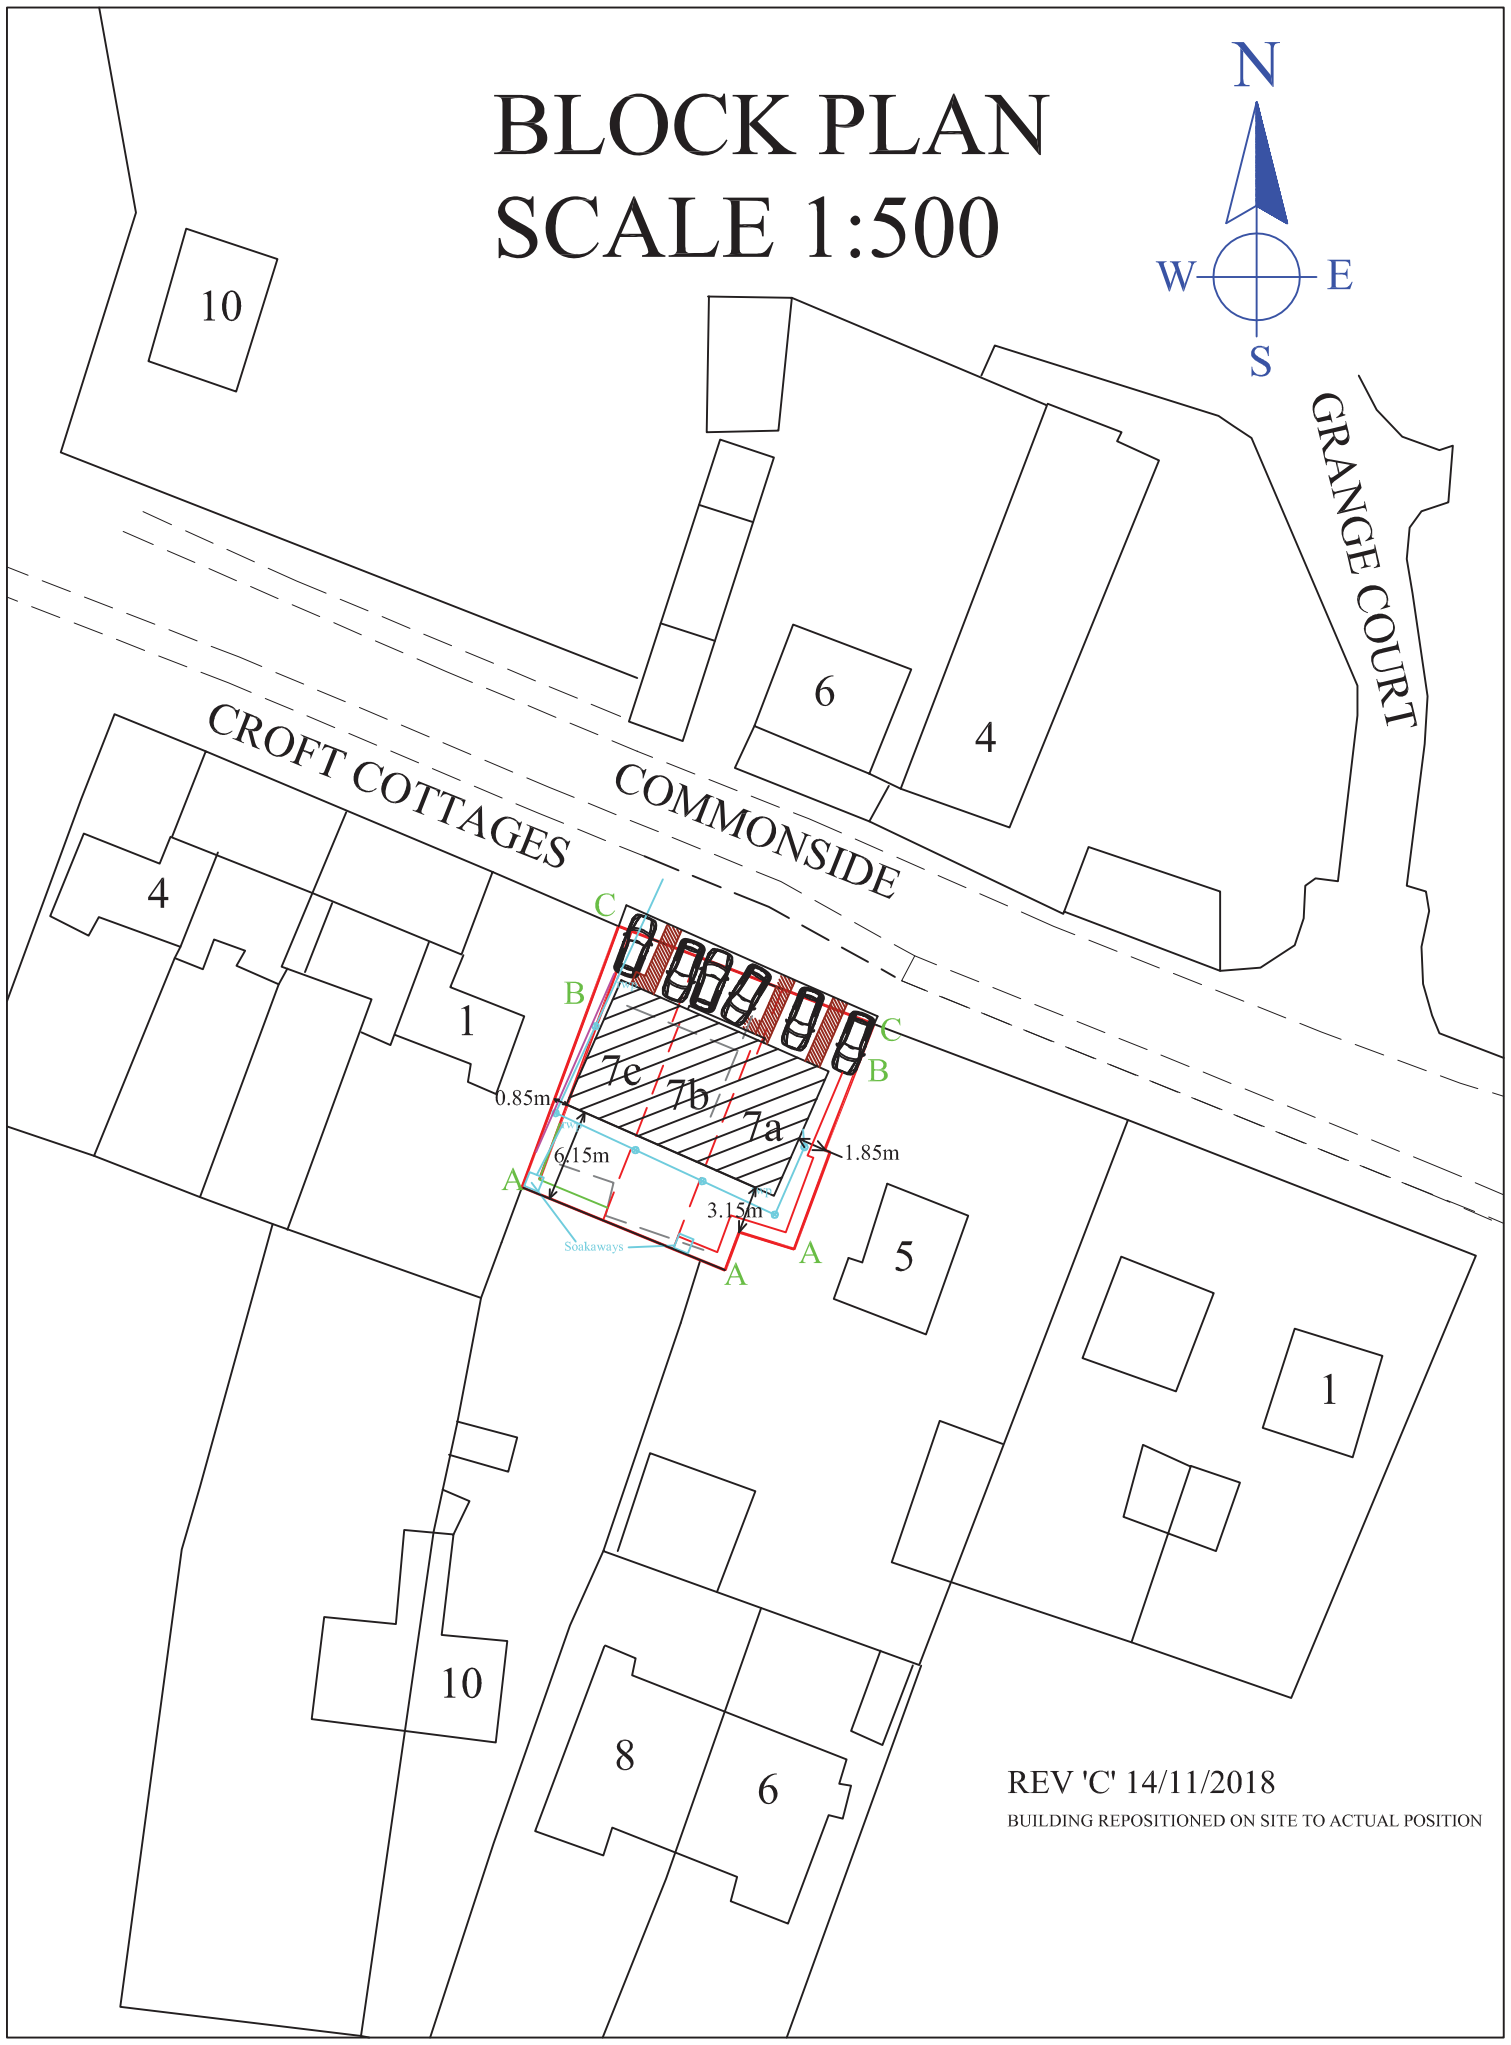 BLOCK PLAN
SCALE 1:500
N
W
E
S
10
GRANGE COURT
6
4
CROFT COTTAGES
COMMONSIDE
4
1
C
B
C
B
7c
7b
7a
0.85m
6.15m
1.85m
3.15m
A
A
A
Soakaways
5
1
10
8
6
REV 'C' 14/11/2018
BUILDING REPOSITIONED ON SITE TO ACTUAL POSITION